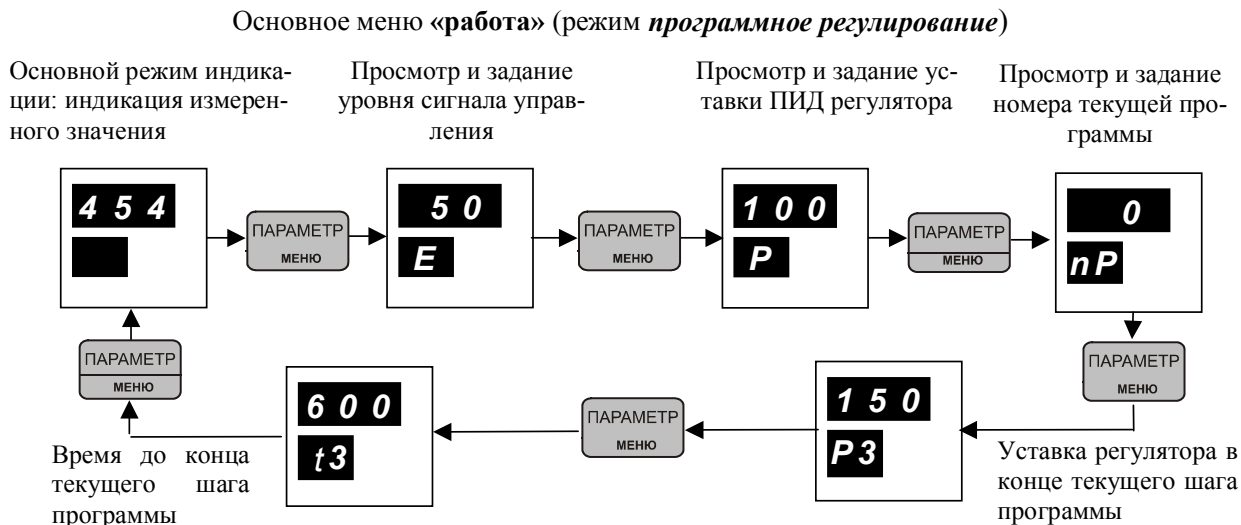 Основное меню «работа» (режим программное регулирование)
Основной режим индика-
ции: индикация измерен-
ного значения
Просмотр и задание
уровня сигнала управ-
ления
Просмотр и задание ус-
тавки ПИД регулятора
Просмотр и задание
номера текущей про-
граммы
4 5 4
ПАРАМЕТР
МЕНЮ
5 0
E
ПАРАМЕТР
МЕНЮ
1 0 0
P
ПАРАМЕТР
МЕНЮ
0
nP
ПАРАМЕТР
МЕНЮ
Уставка регулятора в
конце текущего шага
программы
1 5 0
P3
ПАРАМЕТР
МЕНЮ
6 0 0
t3
Время до конца
текущего шага
программы
ПАРАМЕТР
МЕНЮ